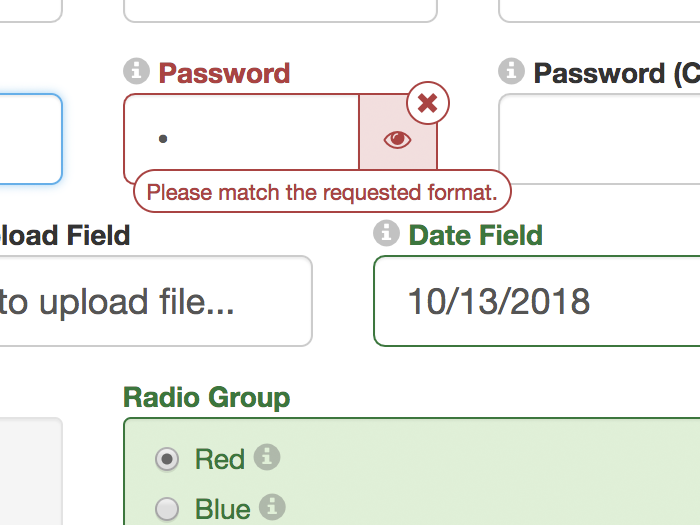 Password
Password (C
Please match the requested format.
load Field
Date Field
to upload file...
10/13/2018
Radio Group
Red
Blue